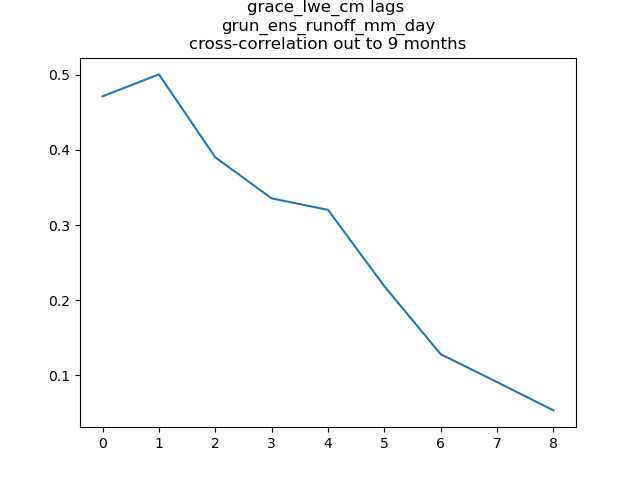 grace_lwe_cm lags
grun_ens_runoff_mm_day
cross-correlation out to 9 months
0.5
0.4
0.3
0.2
0.1
0 1 2 3 4 5 6 7 8